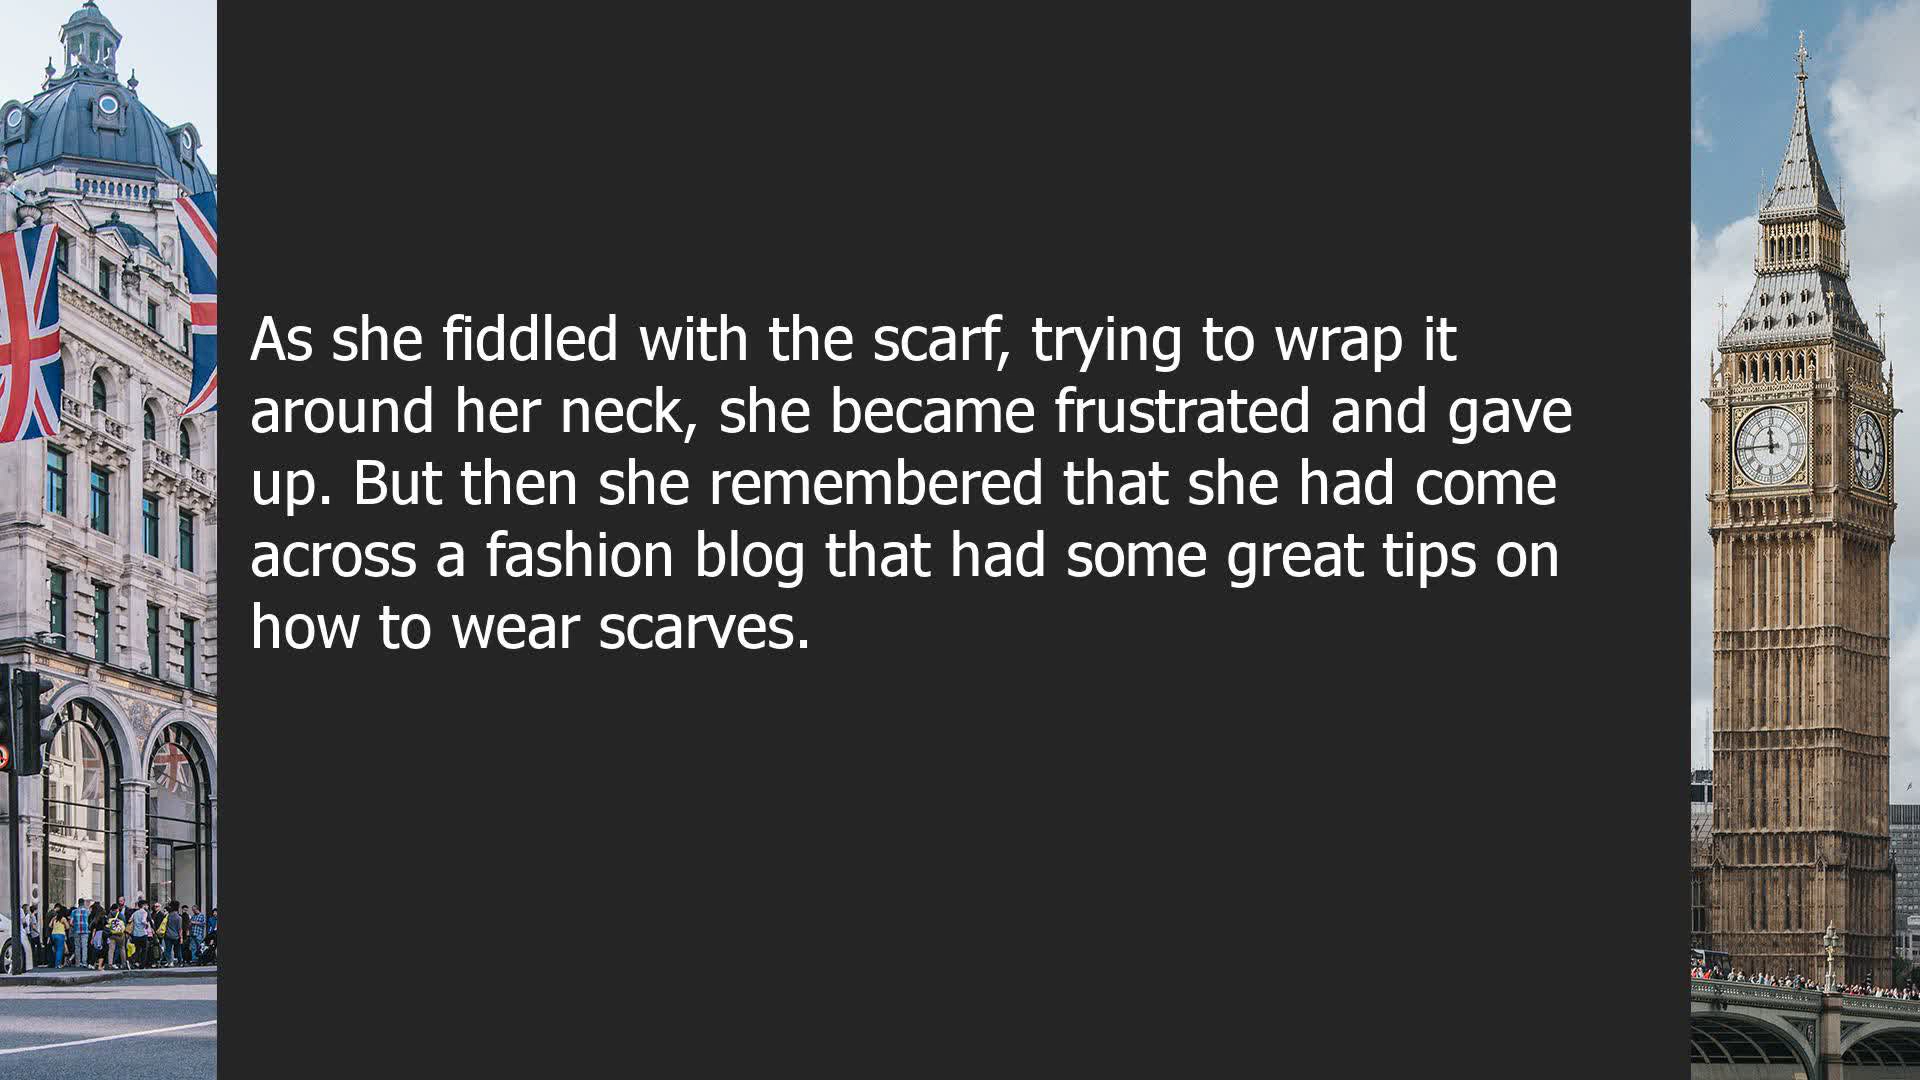 As she fiddled with the scarf, trying to wrap it
around her neck, she became frustrated and gave
up. But then she remembered that she had come
across a fashion blog that had some great tips on
how to wear scarves.